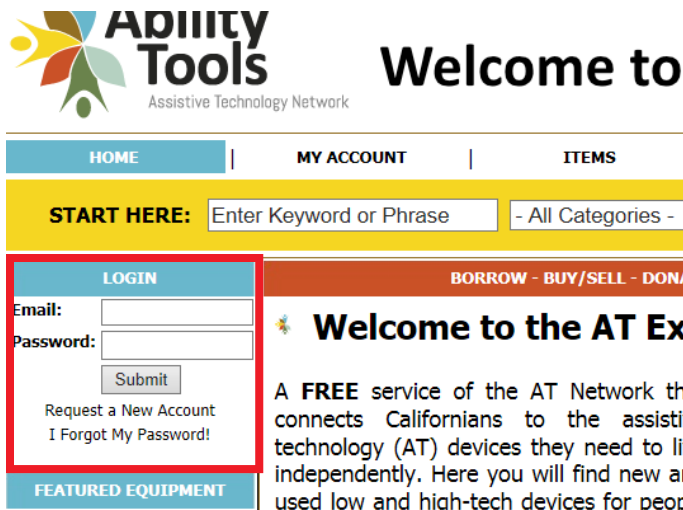 Ability
Tools
Assistive Technology Network
Welcome to
HOME | MY ACCOUNT | ITEMS
START HERE: Enter Keyword or Phrase - All Categories -
LOGIN
Email:
Password:
Submit
Request a New Account
I Forgot My Password!
FEATURED EQUIPMENT
BORROW - BUY/SELL - DONA
Welcome to the AT Ex
A FREE service of the AT Network th
connects Californians to the assisti
technology (AT) devices they need to li
independently. Here you will find new a
used low and high-tech devices for peop